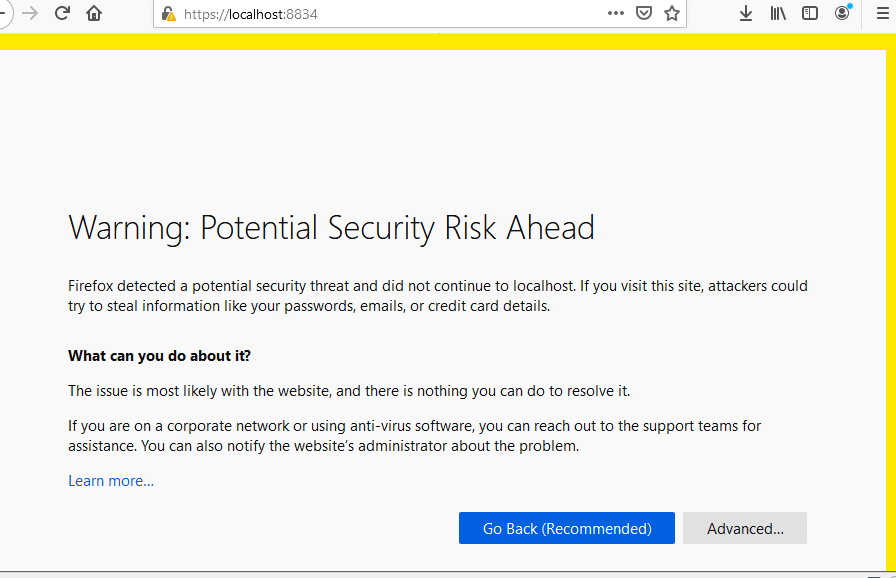 https://localhost:8834
Warning: Potential Security Risk Ahead
Firefox detected a potential security threat and did not continue to localhost. If you visit this site, attackers could
try to steal information like your passwords, emails, or credit card details.
What can you do about it?
The issue is most likely with the website, and there is nothing you can do to resolve it.
If you are on a corporate network or using anti-virus software, you can reach out to the support teams for
assistance. You can also notify the website’s administrator about the problem.
Learn more…
Go Back (Recommended) Advanced...